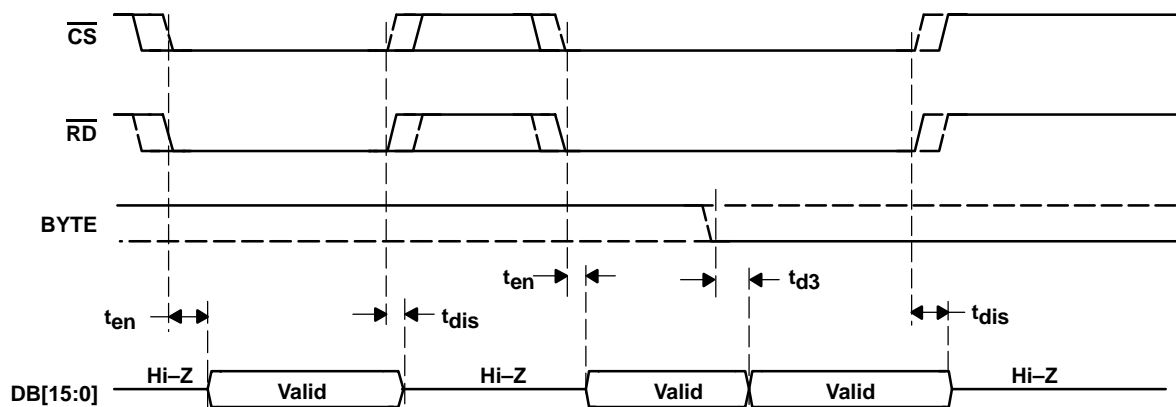 CS
RD
BYTE
ten
td3
ten
tdis
tdis
Hi–Z
Hi–Z
Hi–Z
DB[15:0]
Valid
Valid
Valid